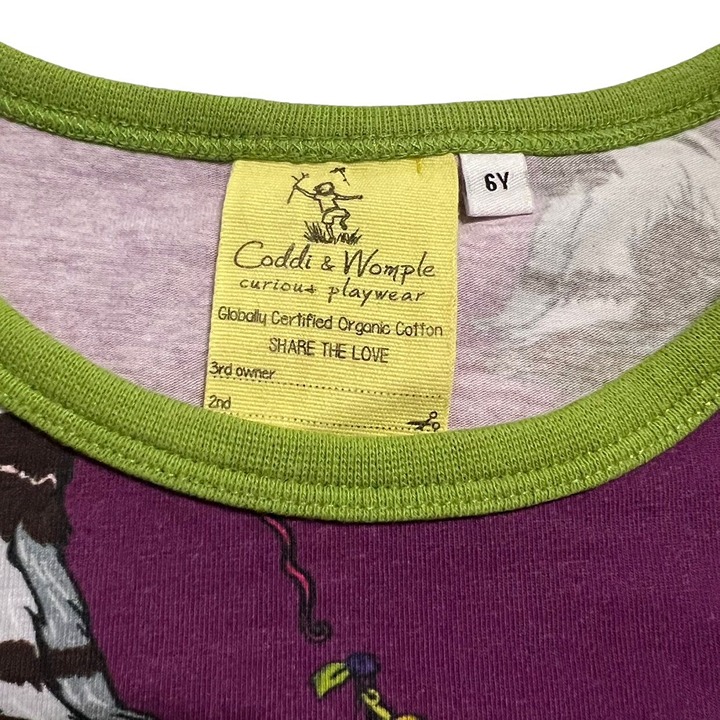 Coddi & Womple
curious playwear
Globally Certified Organic Cotton
SHARE THE LOVE
3rd owner
2nd
6Y